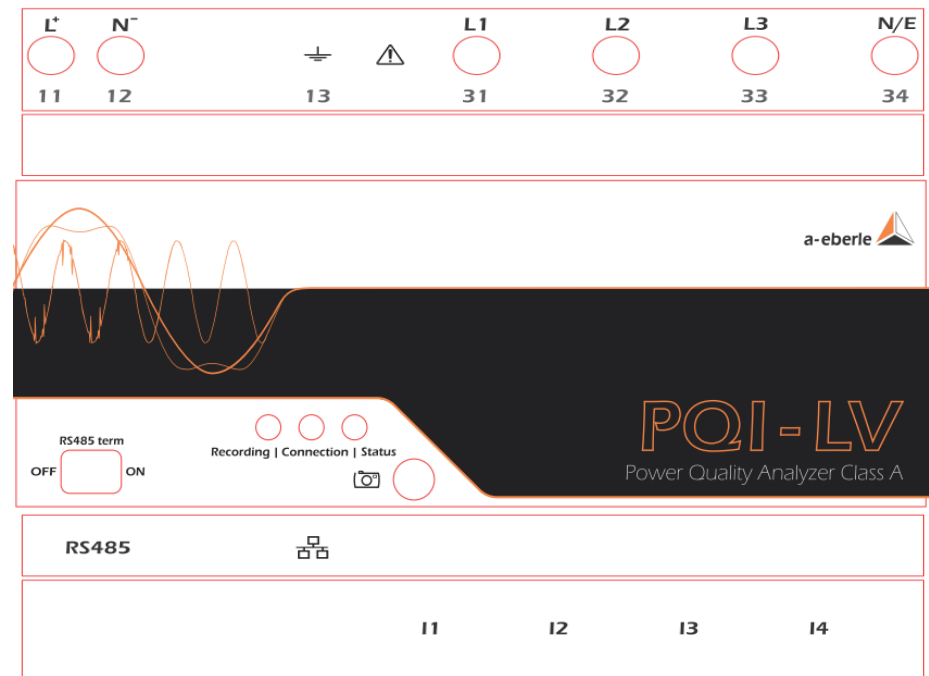 L⁺ N⁻ L1 L2 L3 N/E
11 12 13 31 32 33 34
a-eberle
PQI-LV
Power Quality Analyzer Class A
RS485 term
OFF ON
Recording | Connection | Status
RS485
I1 I2 I3 I4